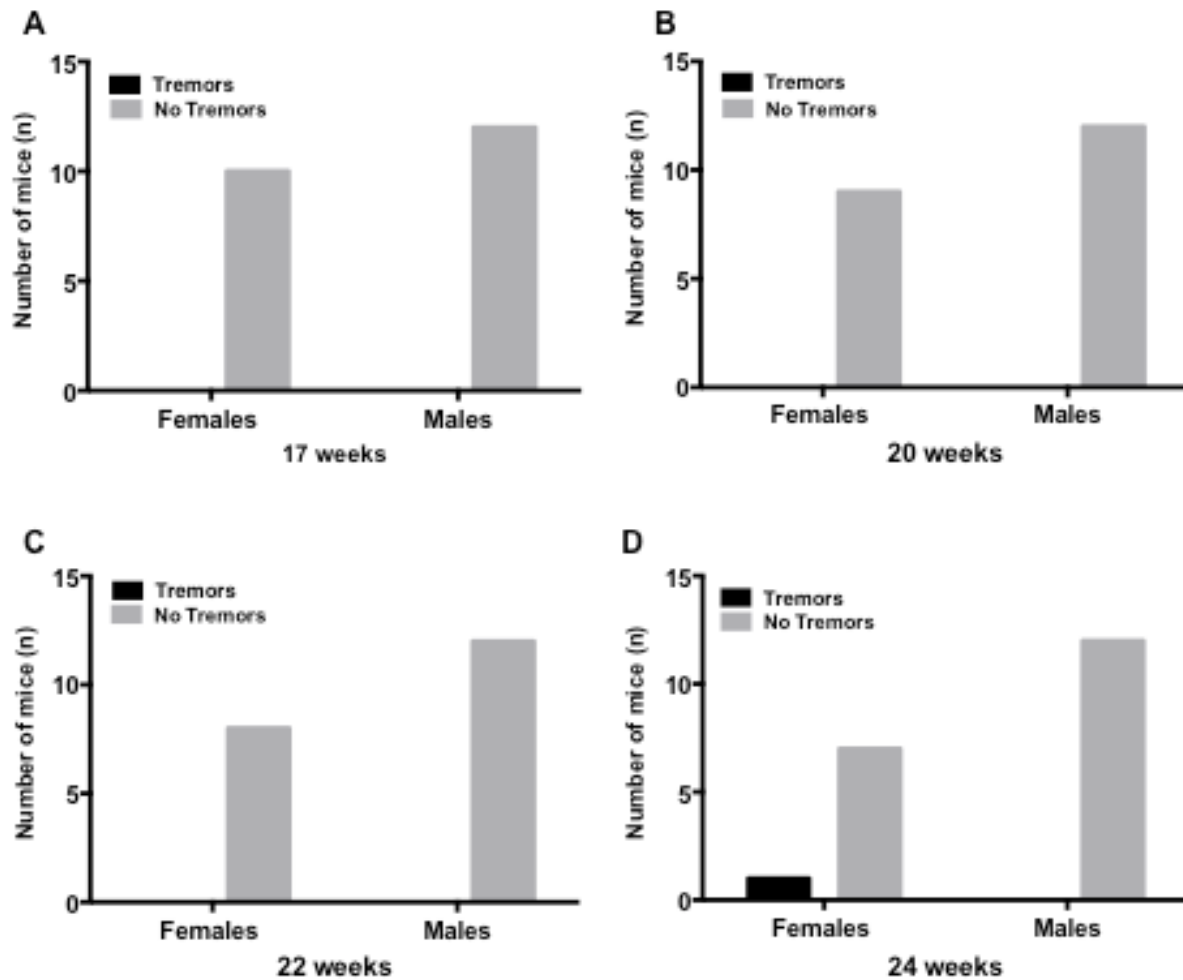 A
Number of mice (n)
15
10
5
0
Tremors
No Tremors
Females
Males
17 weeks
B
Number of mice (n)
15
10
5
0
Tremors
No Tremors
Females
Males
20 weeks
C
Number of mice (n)
15
10
5
0
Tremors
No Tremors
Females
Males
22 weeks
D
Number of mice (n)
15
10
5
0
Tremors
No Tremors
Females
Males
24 weeks